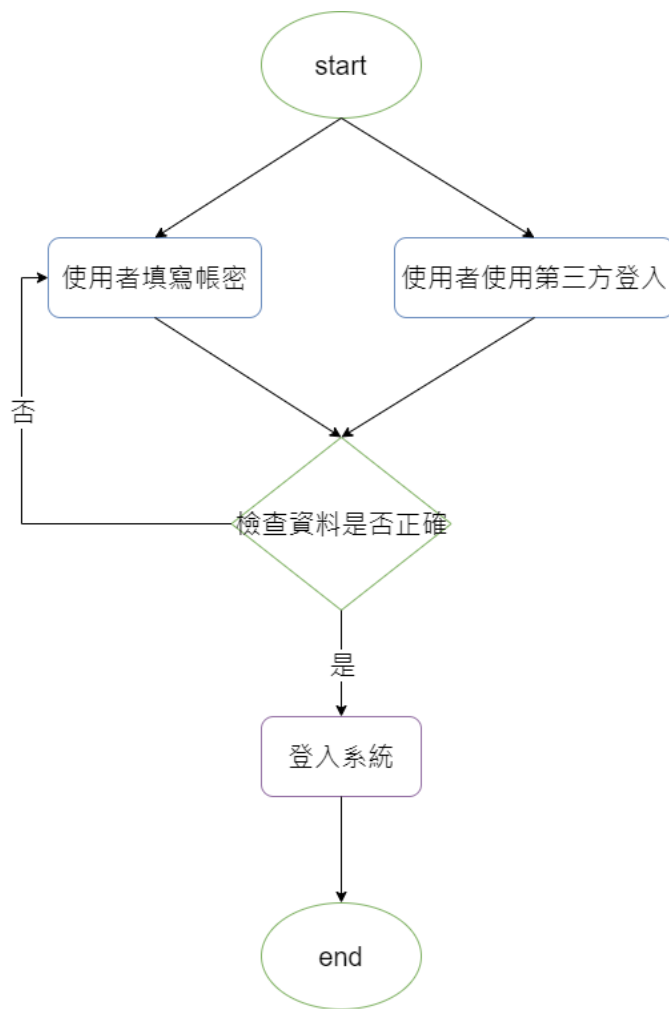 start
使用者填寫帳密
使用者使用第三方登入
否
檢查資料是否正確
是
登入系統
end